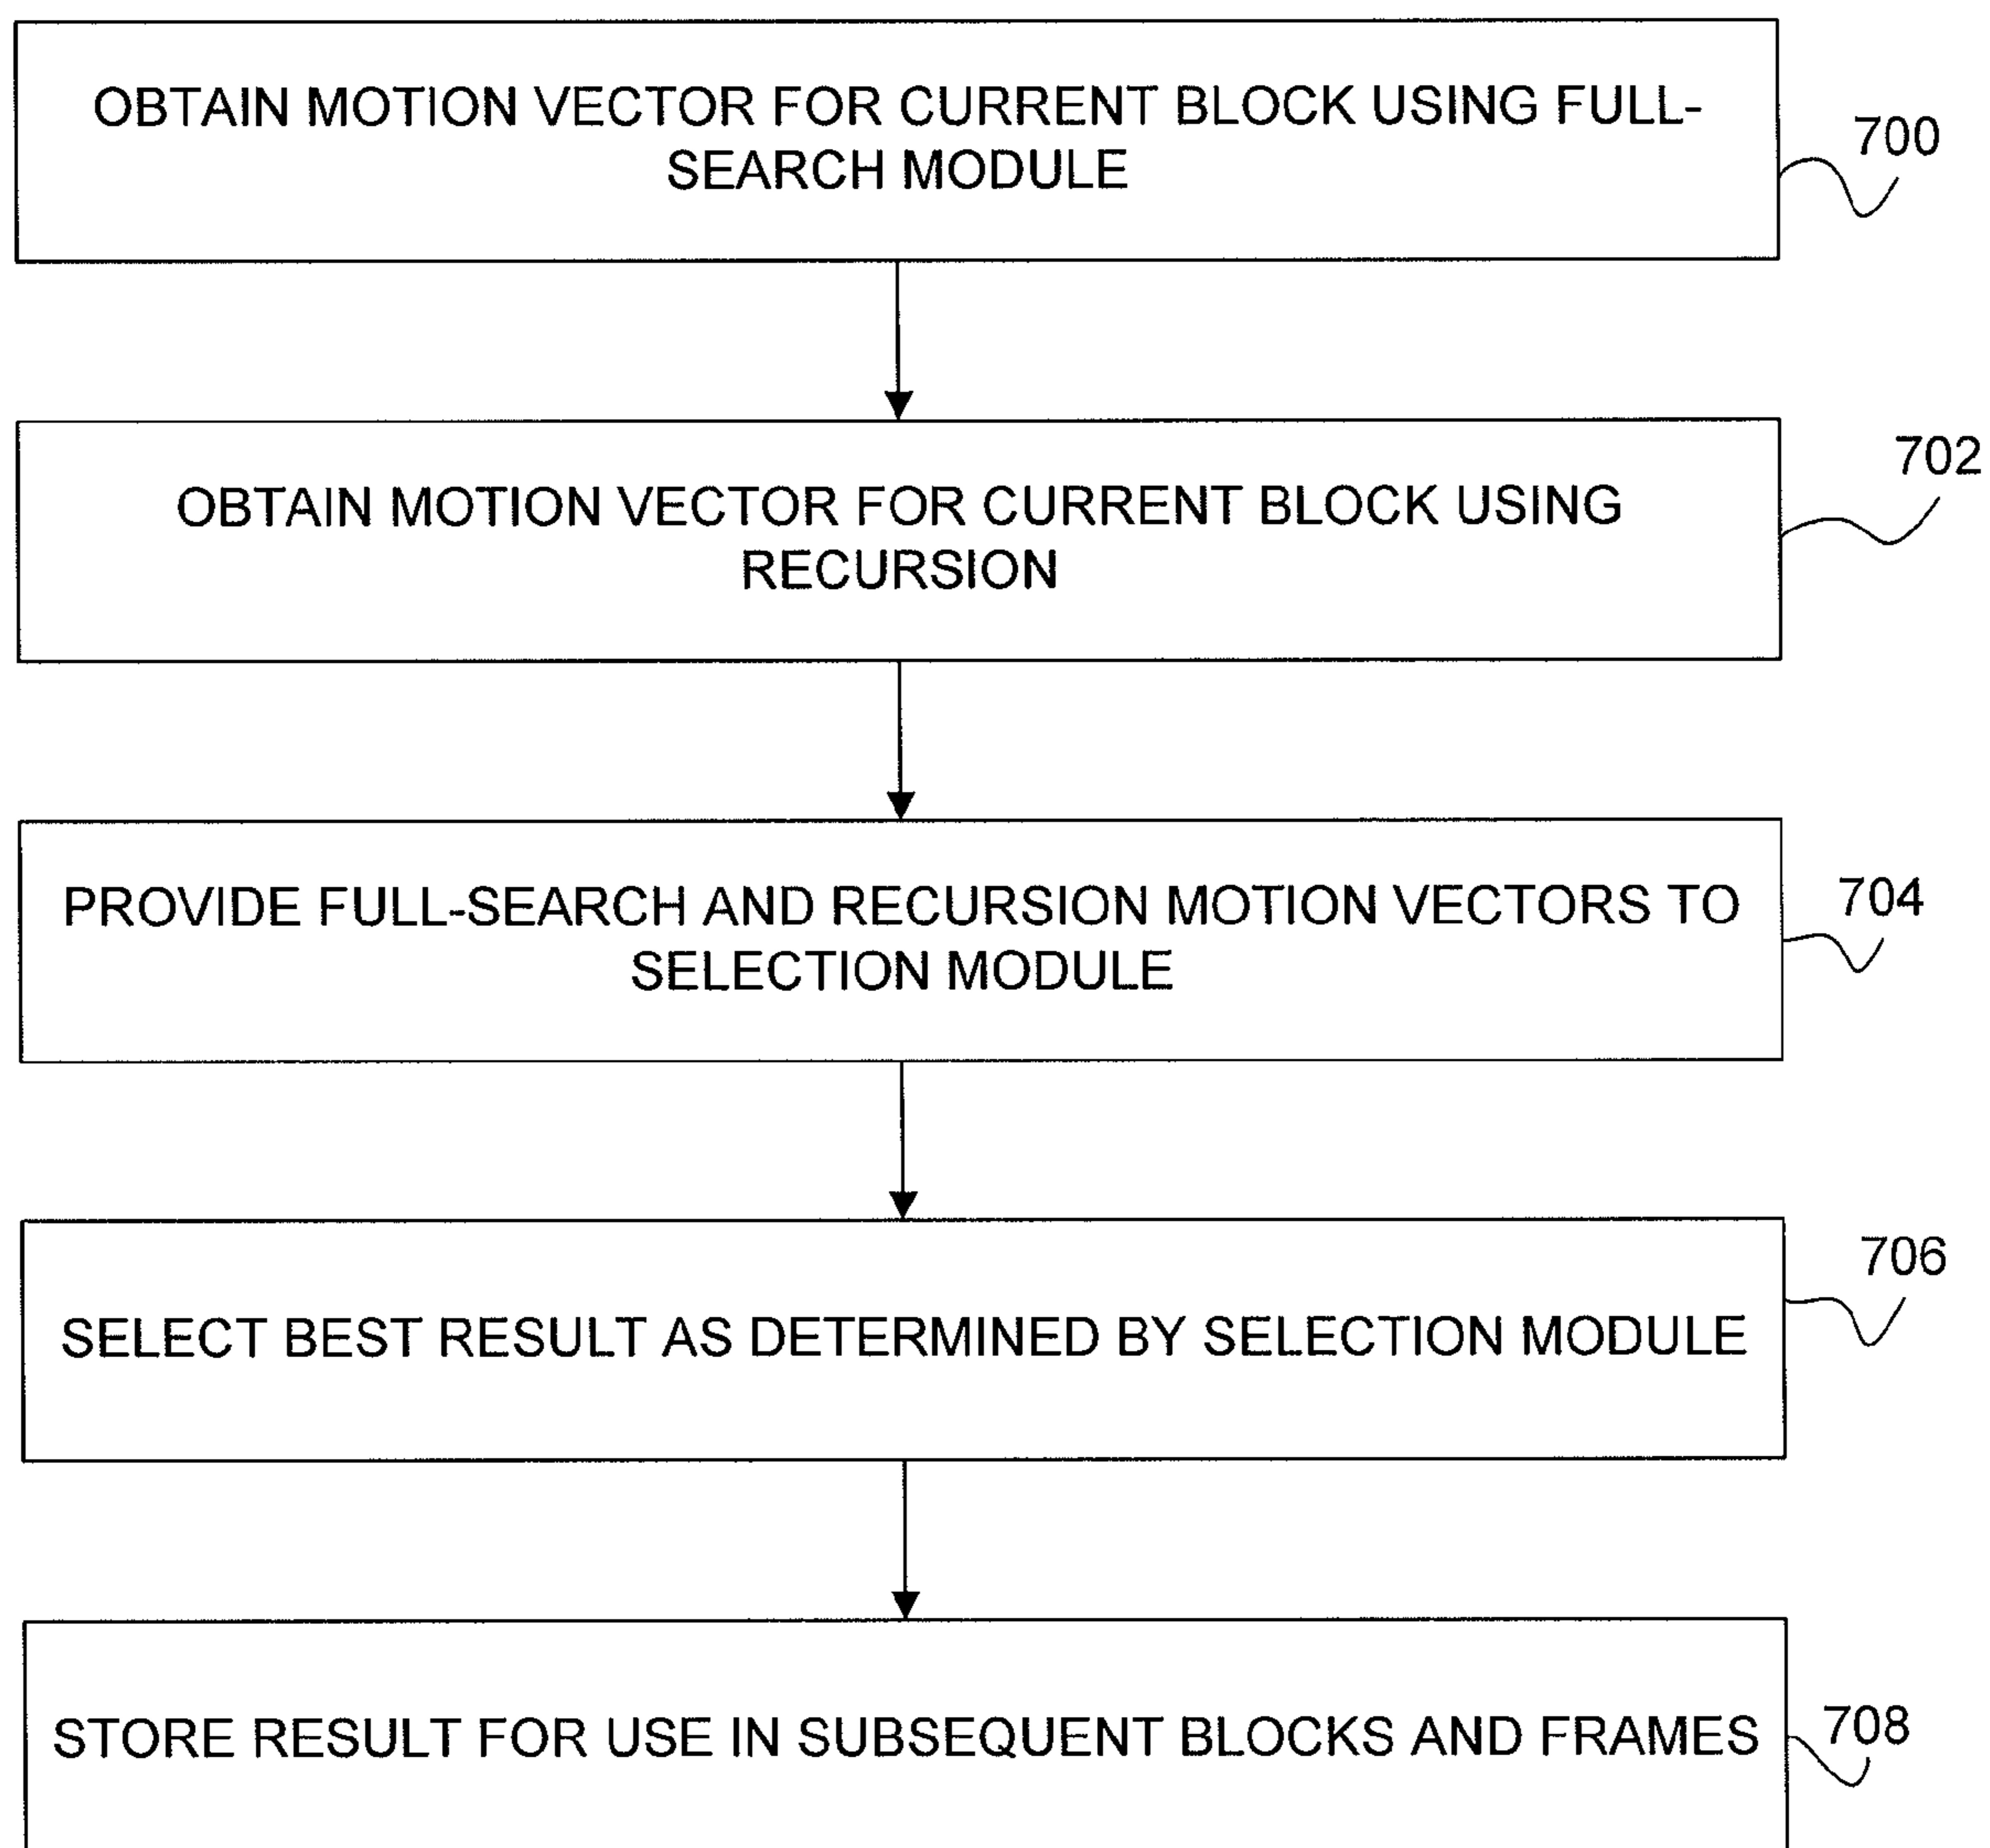 OBTAIN MOTION VECTOR FOR CURRENT BLOCK USING FULL-
SEARCH MODULE
700
OBTAIN MOTION VECTOR FOR CURRENT BLOCK USING
RECURSION
702
PROVIDE FULL-SEARCH AND RECURSION MOTION VECTORS TO
SELECTION MODULE
704
SELECT BEST RESULT AS DETERMINED BY SELECTION MODULE
706
STORE RESULT FOR USE IN SUBSEQUENT BLOCKS AND FRAMES
708